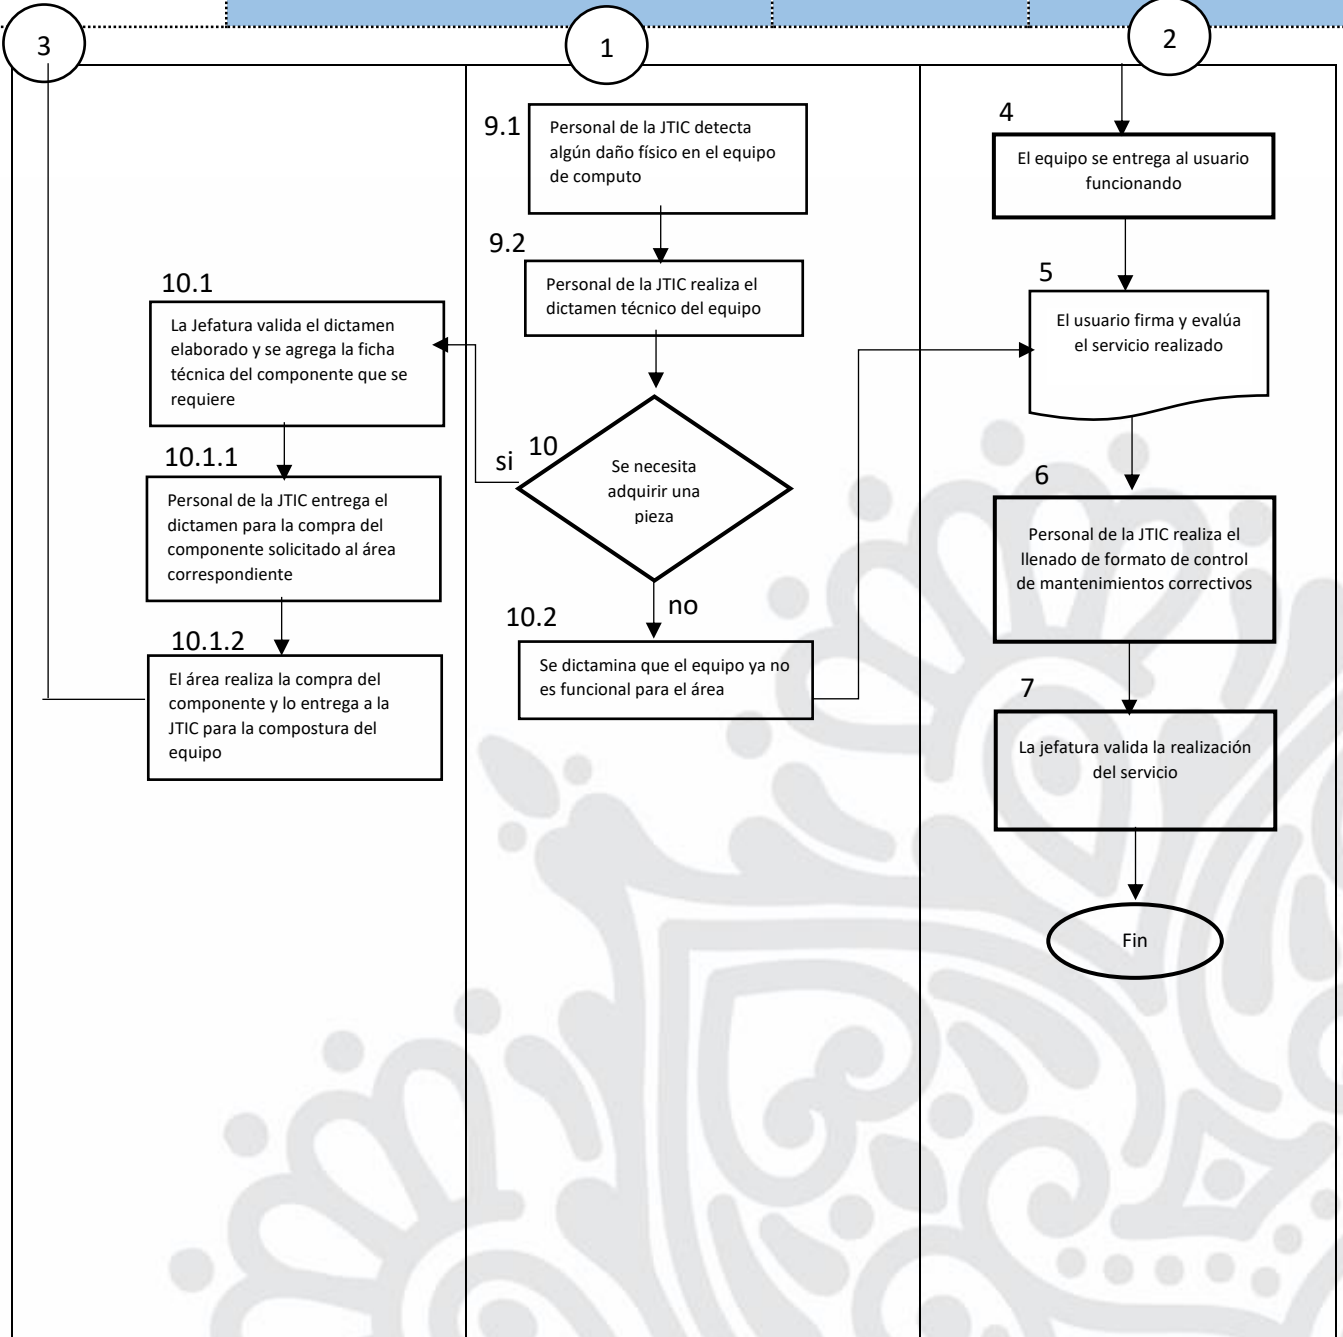 3
1
2
10.1
La Jefatura valida el dictamen
elaborado y se agrega la ficha
técnica del componente que se
requiere
10.1.1
Personal de la JTIC entrega el
dictamen para la compra del
componente solicitado al área
correspondiente
10.1.2
El área realiza la compra del
componente y lo entrega a la
JTIC para la compostura del
equipo
9.1
Personal de la JTIC detecta
algún daño físico en el equipo
de computo
9.2
Personal de la JTIC realiza el
dictamen técnico del equipo
si
10
Se necesita
adquirir una
pieza
no
10.2
Se dictamina que el equipo ya no
es funcional para el área
4
El equipo se entrega al usuario
funcionando
5
El usuario firma y evalúa
el servicio realizado
6
Personal de la JTIC realiza el
llenado de formato de control
de mantenimientos correctivos
7
La jefatura valida la realización
del servicio
Fin